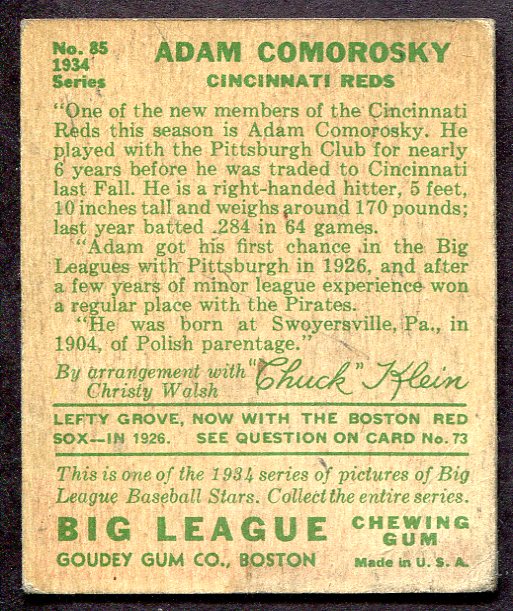 No. 85
1934
Series
ADAM COMOROSKY
CINCINNATI REDS
"One of the new members of the Cincinnati
Reds this season is Adam Comorosky. He
played with the Pittsburgh Club for nearly
6 years before he was traded to Cincinnati
last Fall. He is a right-handed hitter, 5 feet,
10 inches tall and weighs around 170 pounds;
last year batted .284 in 64 games.
"Adam got his first chance in the Big
Leagues with Pittsburgh in 1926, and after
a few years of minor league experience won
a regular place with the Pirates.
"He was born at Swoyersville, Pa., in
1904, of Polish parentage."
By arrangement with
Christy Walsh
"Chuck" Klein
LEFTY GROVE, NOW WITH THE BOSTON RED
SOX—IN 1926. SEE QUESTION ON CARD No. 73
This is one of the 1934 series of pictures of Big
League Baseball Stars. Collect the entire series.
BIG LEAGUE CHEWING GUM
GOUDEY GUM CO., BOSTON Made in U. S. A.